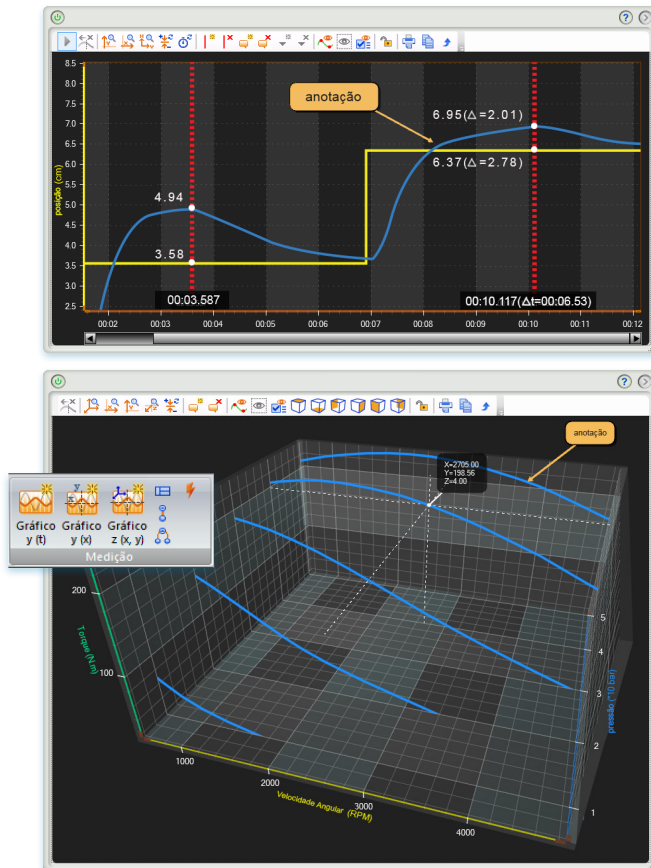 8.5
8.0
7.5
7.0
6.5
6.0
5.5
5.0
4.5
4.0
3.5
3.0
2.5
posição (cm)
anotação
6.95(Δ=2.01)
6.37(Δ=2.78)
4.94
3.58
00:03.587
00:10.117(Δt=00:06.53)
00:02
00:03
00:04
00:05
00:06
00:07
00:08
00:09
00:10
00:11
00:12
anotação
X=2705.00
Y=198.56
Z=4.00
Gráfico
y (t)
Gráfico
y (x)
Gráfico
z (x, y)
Medição
200
100
Torque (N.m)
1000
2000
3000
4000
Velocidade Angular (RPM)
5
4
3
2
1
pressão (*10 bar)